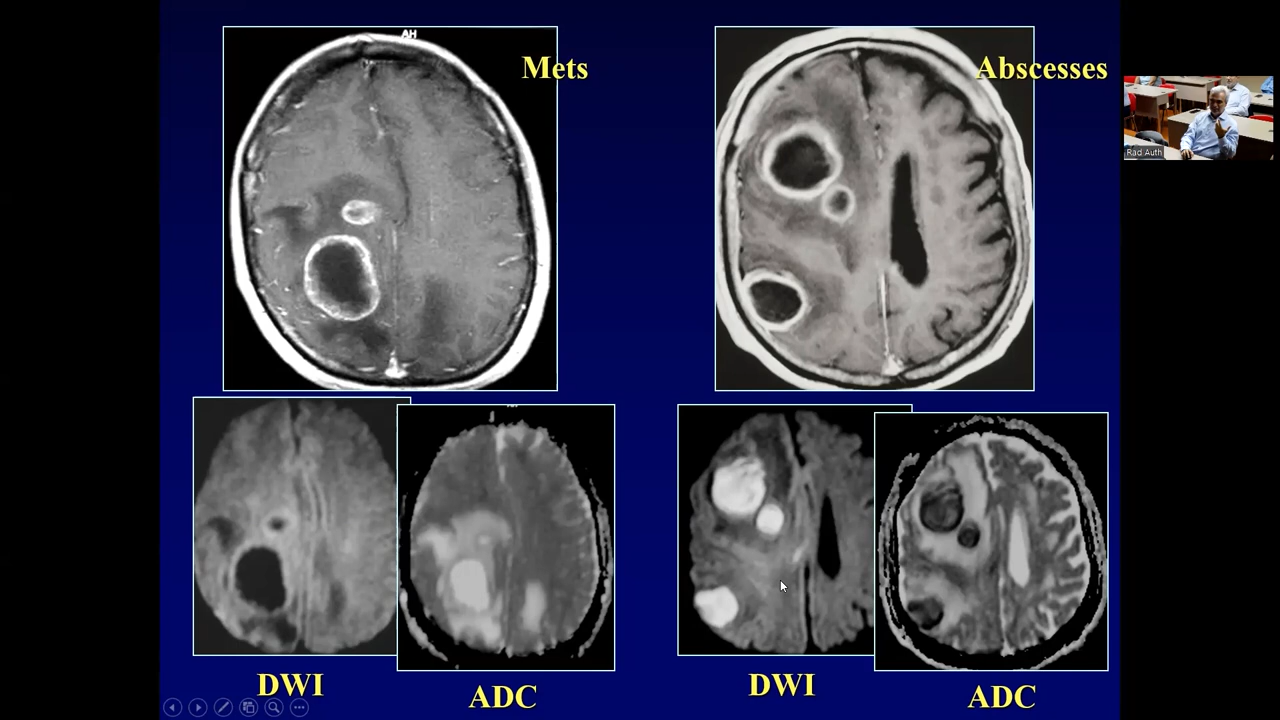 AH
Mets
Abscesses
Rad Auth
DWI
ADC
DWI
ADC